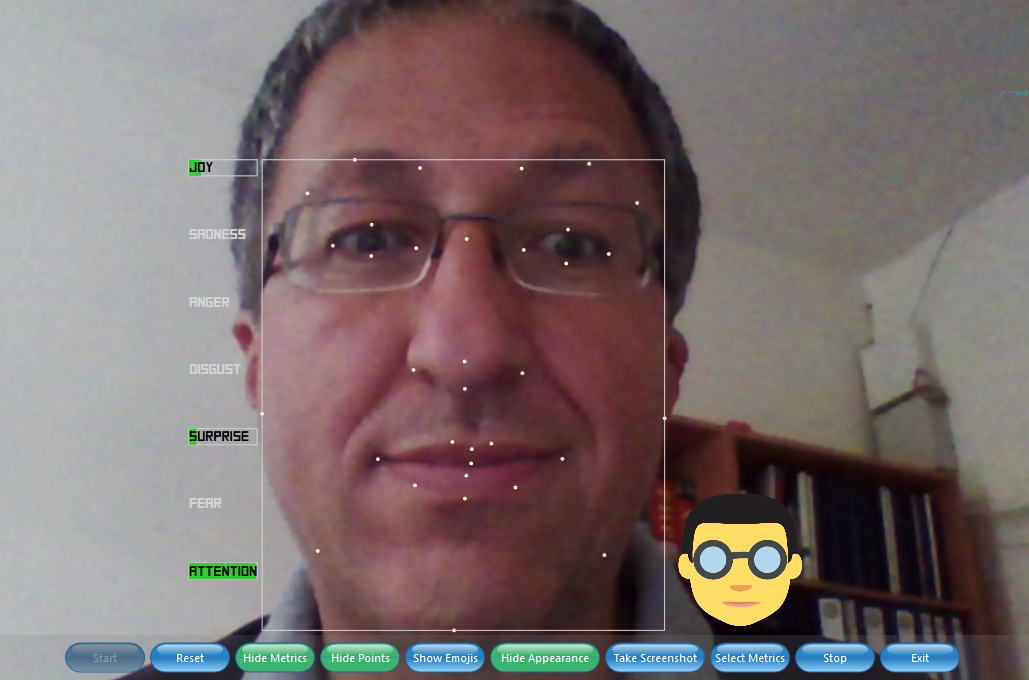 JOY
SADNESS
ANGER
DISGUST
SURPRISE
FEAR
ATTENTION
Start Reset Hide Metrics Hide Points Show Emojis Hide Appearance Take Screenshot Select Metrics Stop Exit